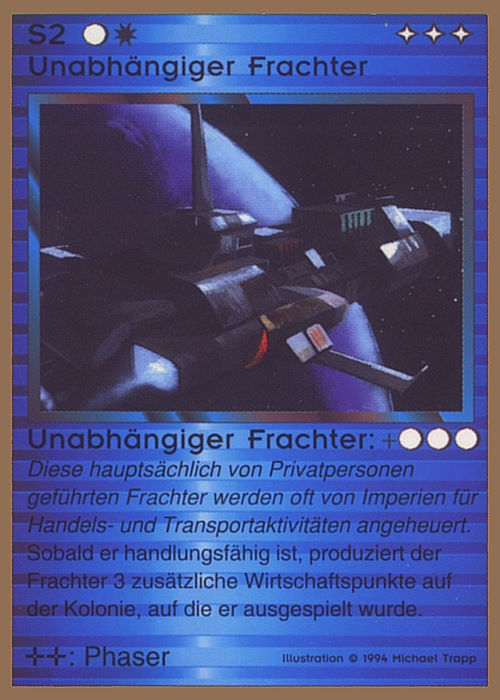 S2
Unabhängiger Frachter
Unabhängiger Frachter: +
Diese hauptsächlich von Privatpersonen
geführten Frachter werden oft von Imperien für
Handels- und Transportaktivitäten angeheuert.
Sobald er handlungsfähig ist, produziert der
Frachter 3 zusätzliche Wirtschaftspunkte auf
der Kolonie, auf die er ausgespielt wurde.
++: Phaser
Illustration © 1994 Michael Trapp